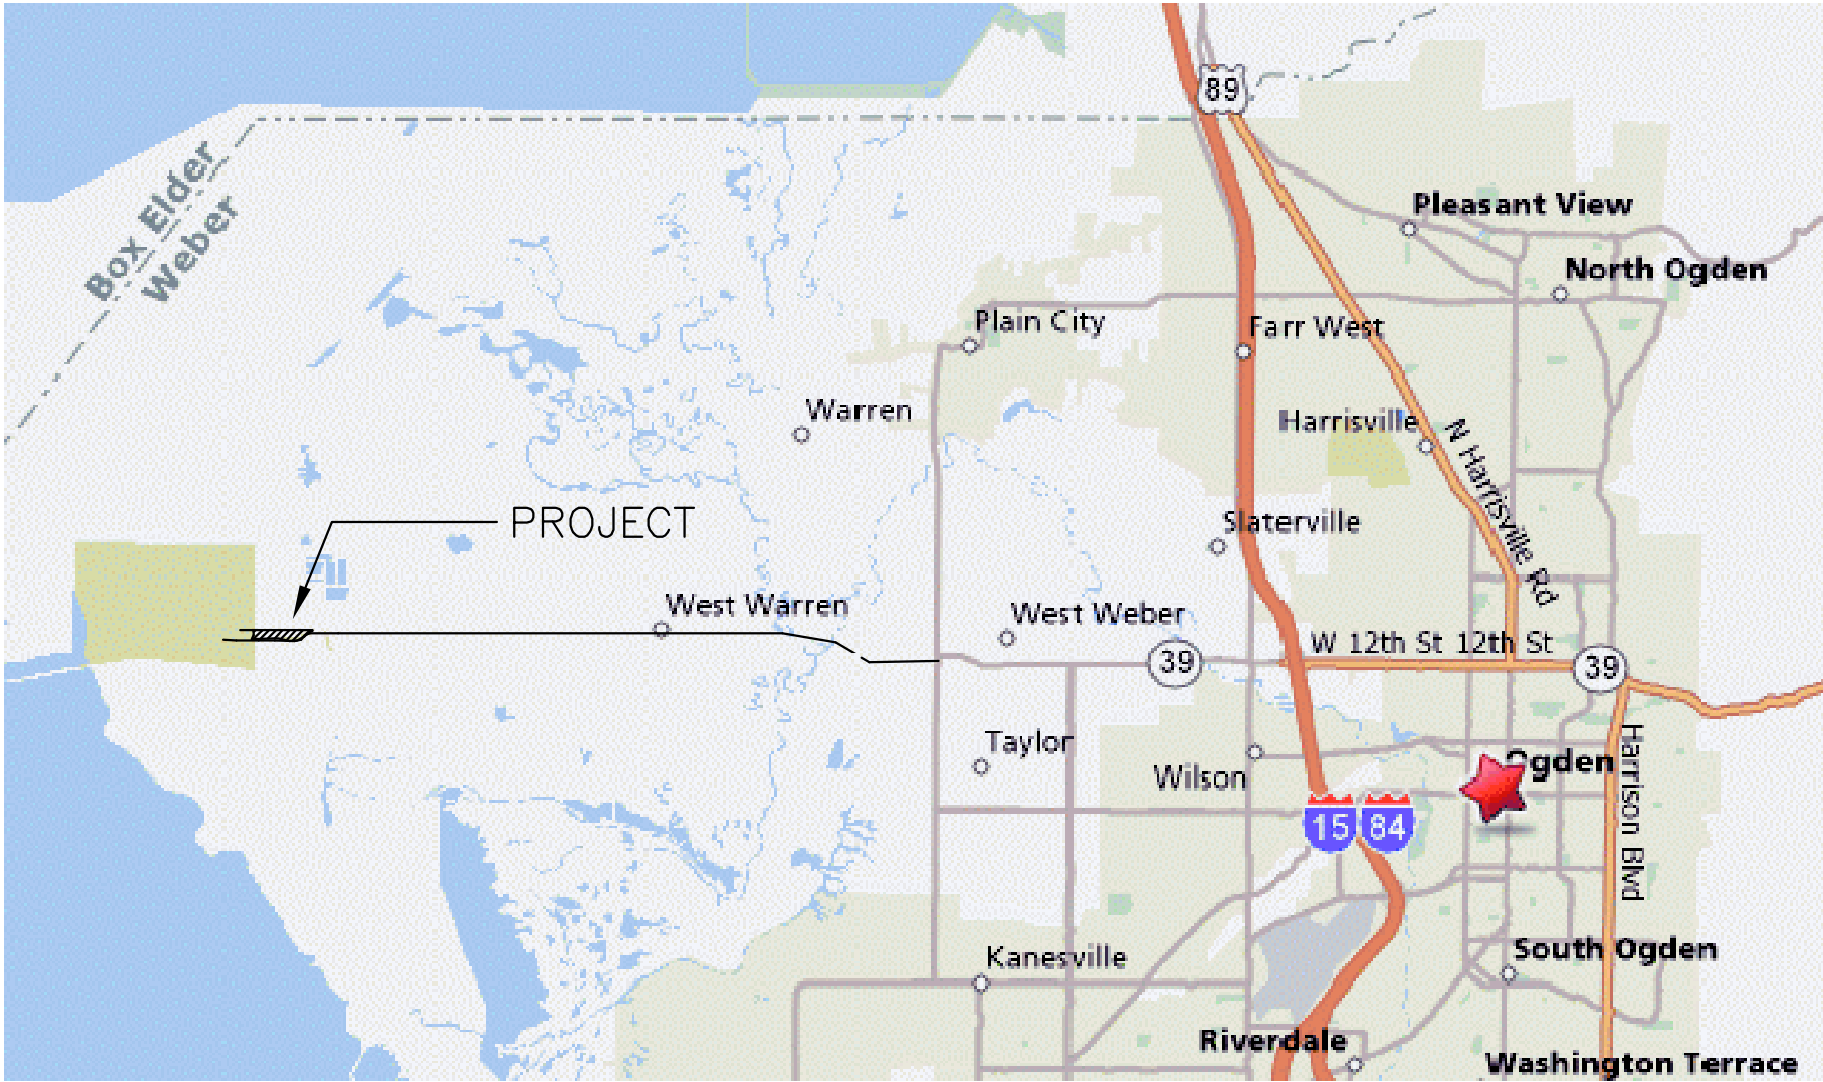 89
Box Elder
Weber
Pleasant View
North Ogden
Plain City
Farr West
Warren
Harrisville
N Harrisville Rd
PROJECT
Slaterville
West Warren
West Weber
W 12th St 12th St
39
39
Taylor
Wilson
Ogden
Harrison Blvd
15 84
Kanesville
South Ogden
Riverdale
Washington Terrace